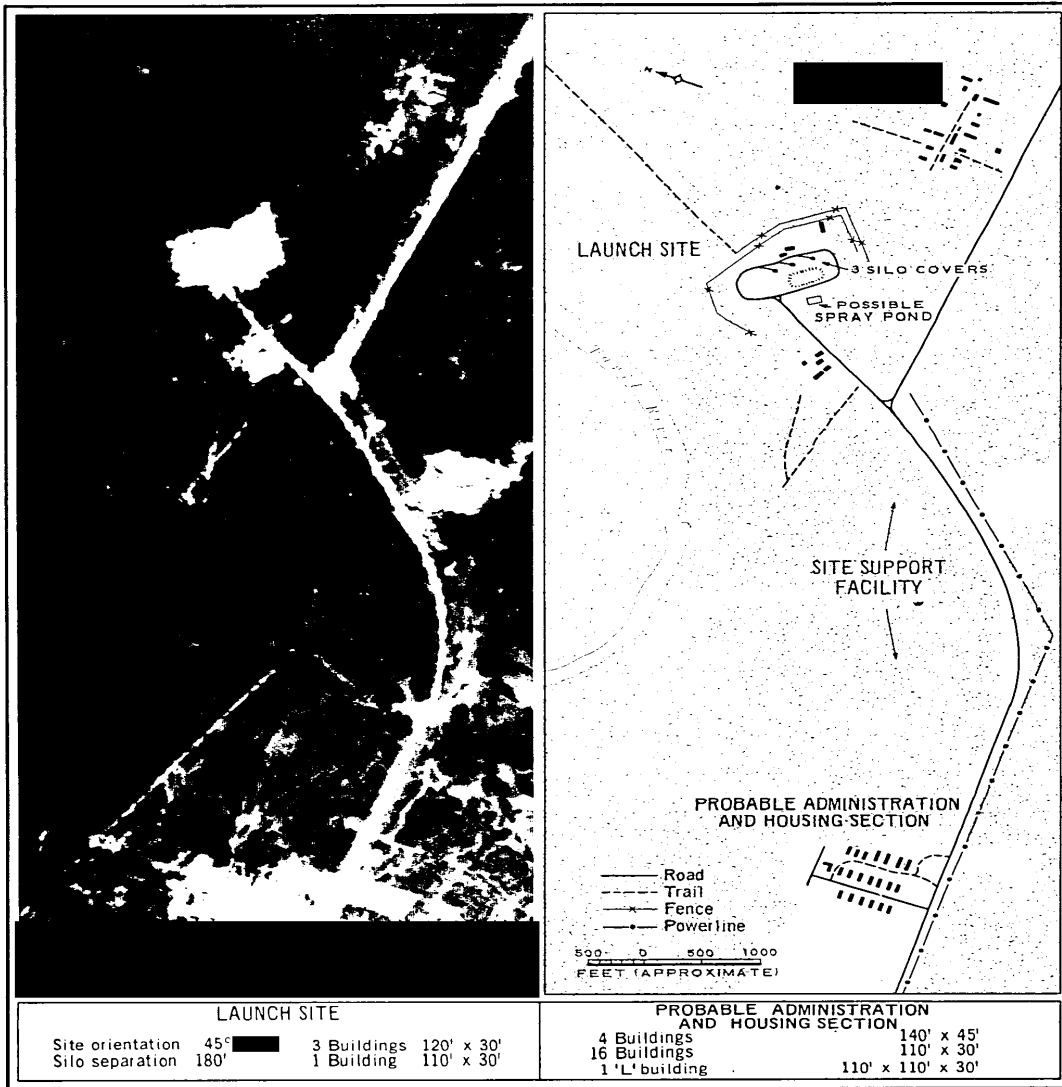 N
LAUNCH SITE
3 SILO COVERS
POSSIBLE
SPRAY POND
SITE SUPPORT
FACILITY
PROBABLE ADMINISTRATION
AND HOUSING SECTION
Road
Trail
Fence
Powerline
500 0 500 1000
FEET (APPROXIMATE)
LAUNCH SITE
Site orientation 45° 3 Buildings 120' x 30'
Silo separation 180' 1 Building 110' x 30'
PROBABLE ADMINISTRATION
AND HOUSING SECTION
4 Buildings 140' x 45'
16 Buildings 110' x 30'
1 'L' building 110' x 110' x 30'